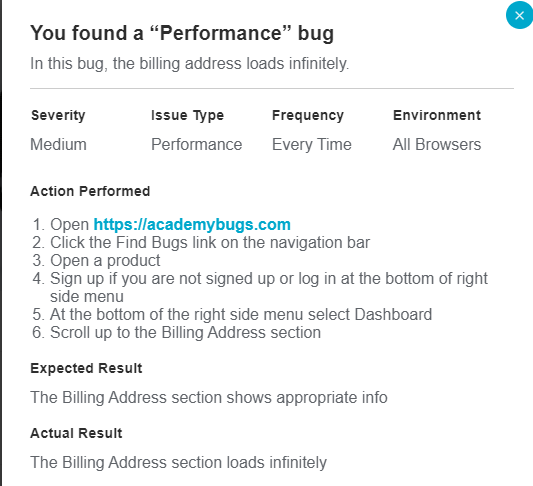 You found a “Performance” bug
In this bug, the billing address loads infinitely.
Severity Issue Type Frequency Environment
Medium Performance Every Time All Browsers
Action Performed
1. Open https://academybugs.com
2. Click the Find Bugs link on the navigation bar
3. Open a product
4. Sign up if you are not signed up or log in at the bottom of right
side menu
5. At the bottom of the right side menu select Dashboard
6. Scroll up to the Billing Address section
Expected Result
The Billing Address section shows appropriate info
Actual Result
The Billing Address section loads infinitely